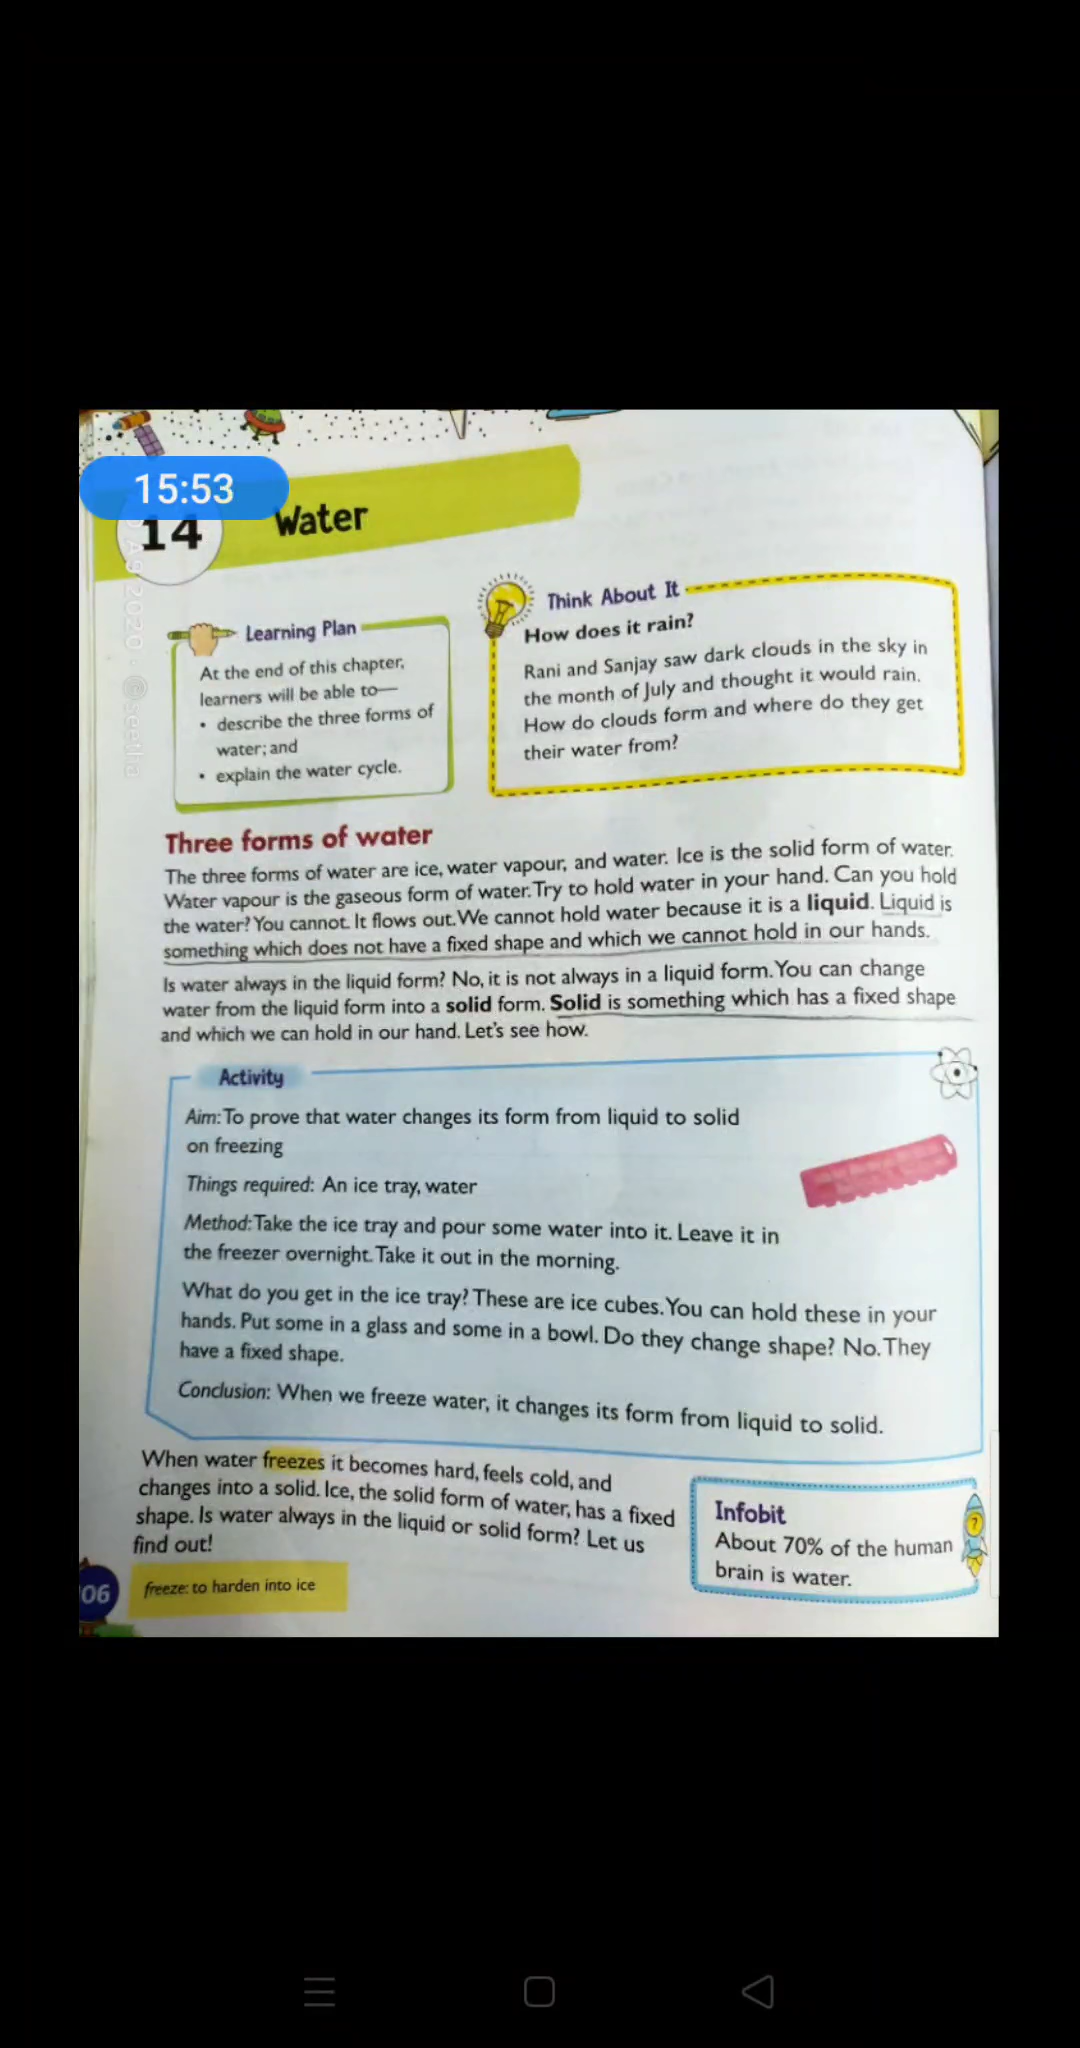 15:53
14
Water
Learning Plan
At the end of this chapter,
learners will be able to—
• describe the three forms of
water; and
• explain the water cycle.
Think About It
How does it rain?
Rani and Sanjay saw dark clouds in the sky in
the month of July and thought it would rain.
How do clouds form and where do they get
their water from?
Three forms of water
The three forms of water are ice, water vapour, and water. Ice is the solid form of water.
Water vapour is the gaseous form of water. Try to hold water in your hand. Can you hold
the water? You cannot. It flows out. We cannot hold water because it is a liquid. Liquid is
something which does not have a fixed shape and which we cannot hold in our hands.
Is water always in the liquid form? No, it is not always in a liquid form. You can change
water from the liquid form into a solid form. Solid is something which has a fixed shape
and which we can hold in our hand. Let's see how.
Activity
Aim: To prove that water changes its form from liquid to solid
on freezing
Things required: An ice tray, water
Method: Take the ice tray and pour some water into it. Leave it in
the freezer overnight. Take it out in the morning.
What do you get in the ice tray? These are ice cubes. You can hold these in your
hands. Put some in a glass and some in a bowl. Do they change shape? No. They
have a fixed shape.
Conclusion: When we freeze water, it changes its form from liquid to solid.
When water freezes it becomes hard, feels cold, and
changes into a solid. Ice, the solid form of water, has a fixed
shape. Is water always in the liquid or solid form? Let us
find out!
Infobit
About 70% of the human
brain is water.
?
06
freeze: to harden into ice
A9 2020 · @seetha